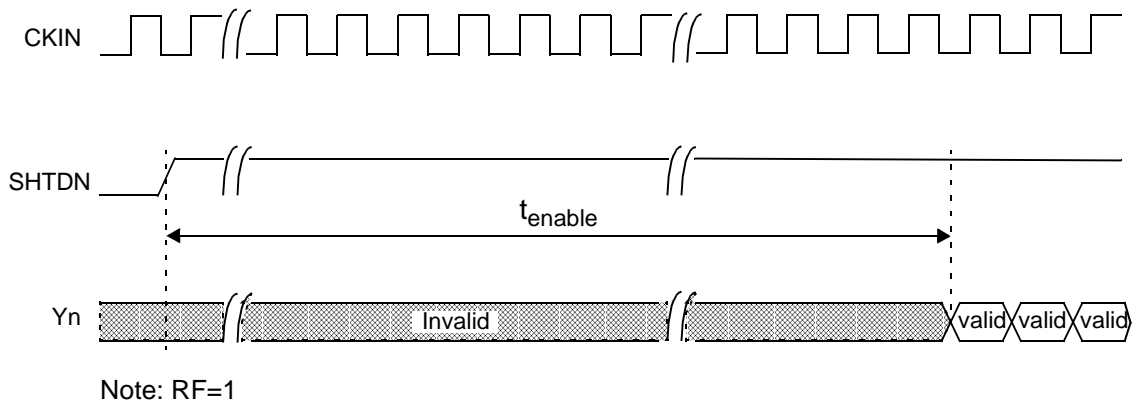 CKIN
SHTDN
tenable
Yn
Invalid
valid valid valid
Note: RF=1